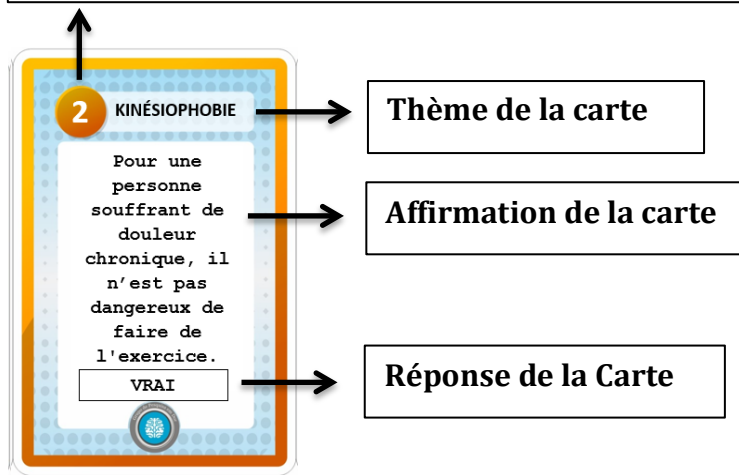 2
KINÉSIOPHOBIE
Thème de la carte
Pour une
personne
souffrant de
douleur
chronique, il
n'est pas
dangereux de
faire de
l'exercice.
Affirmation de la carte
VRAI
Réponse de la Carte